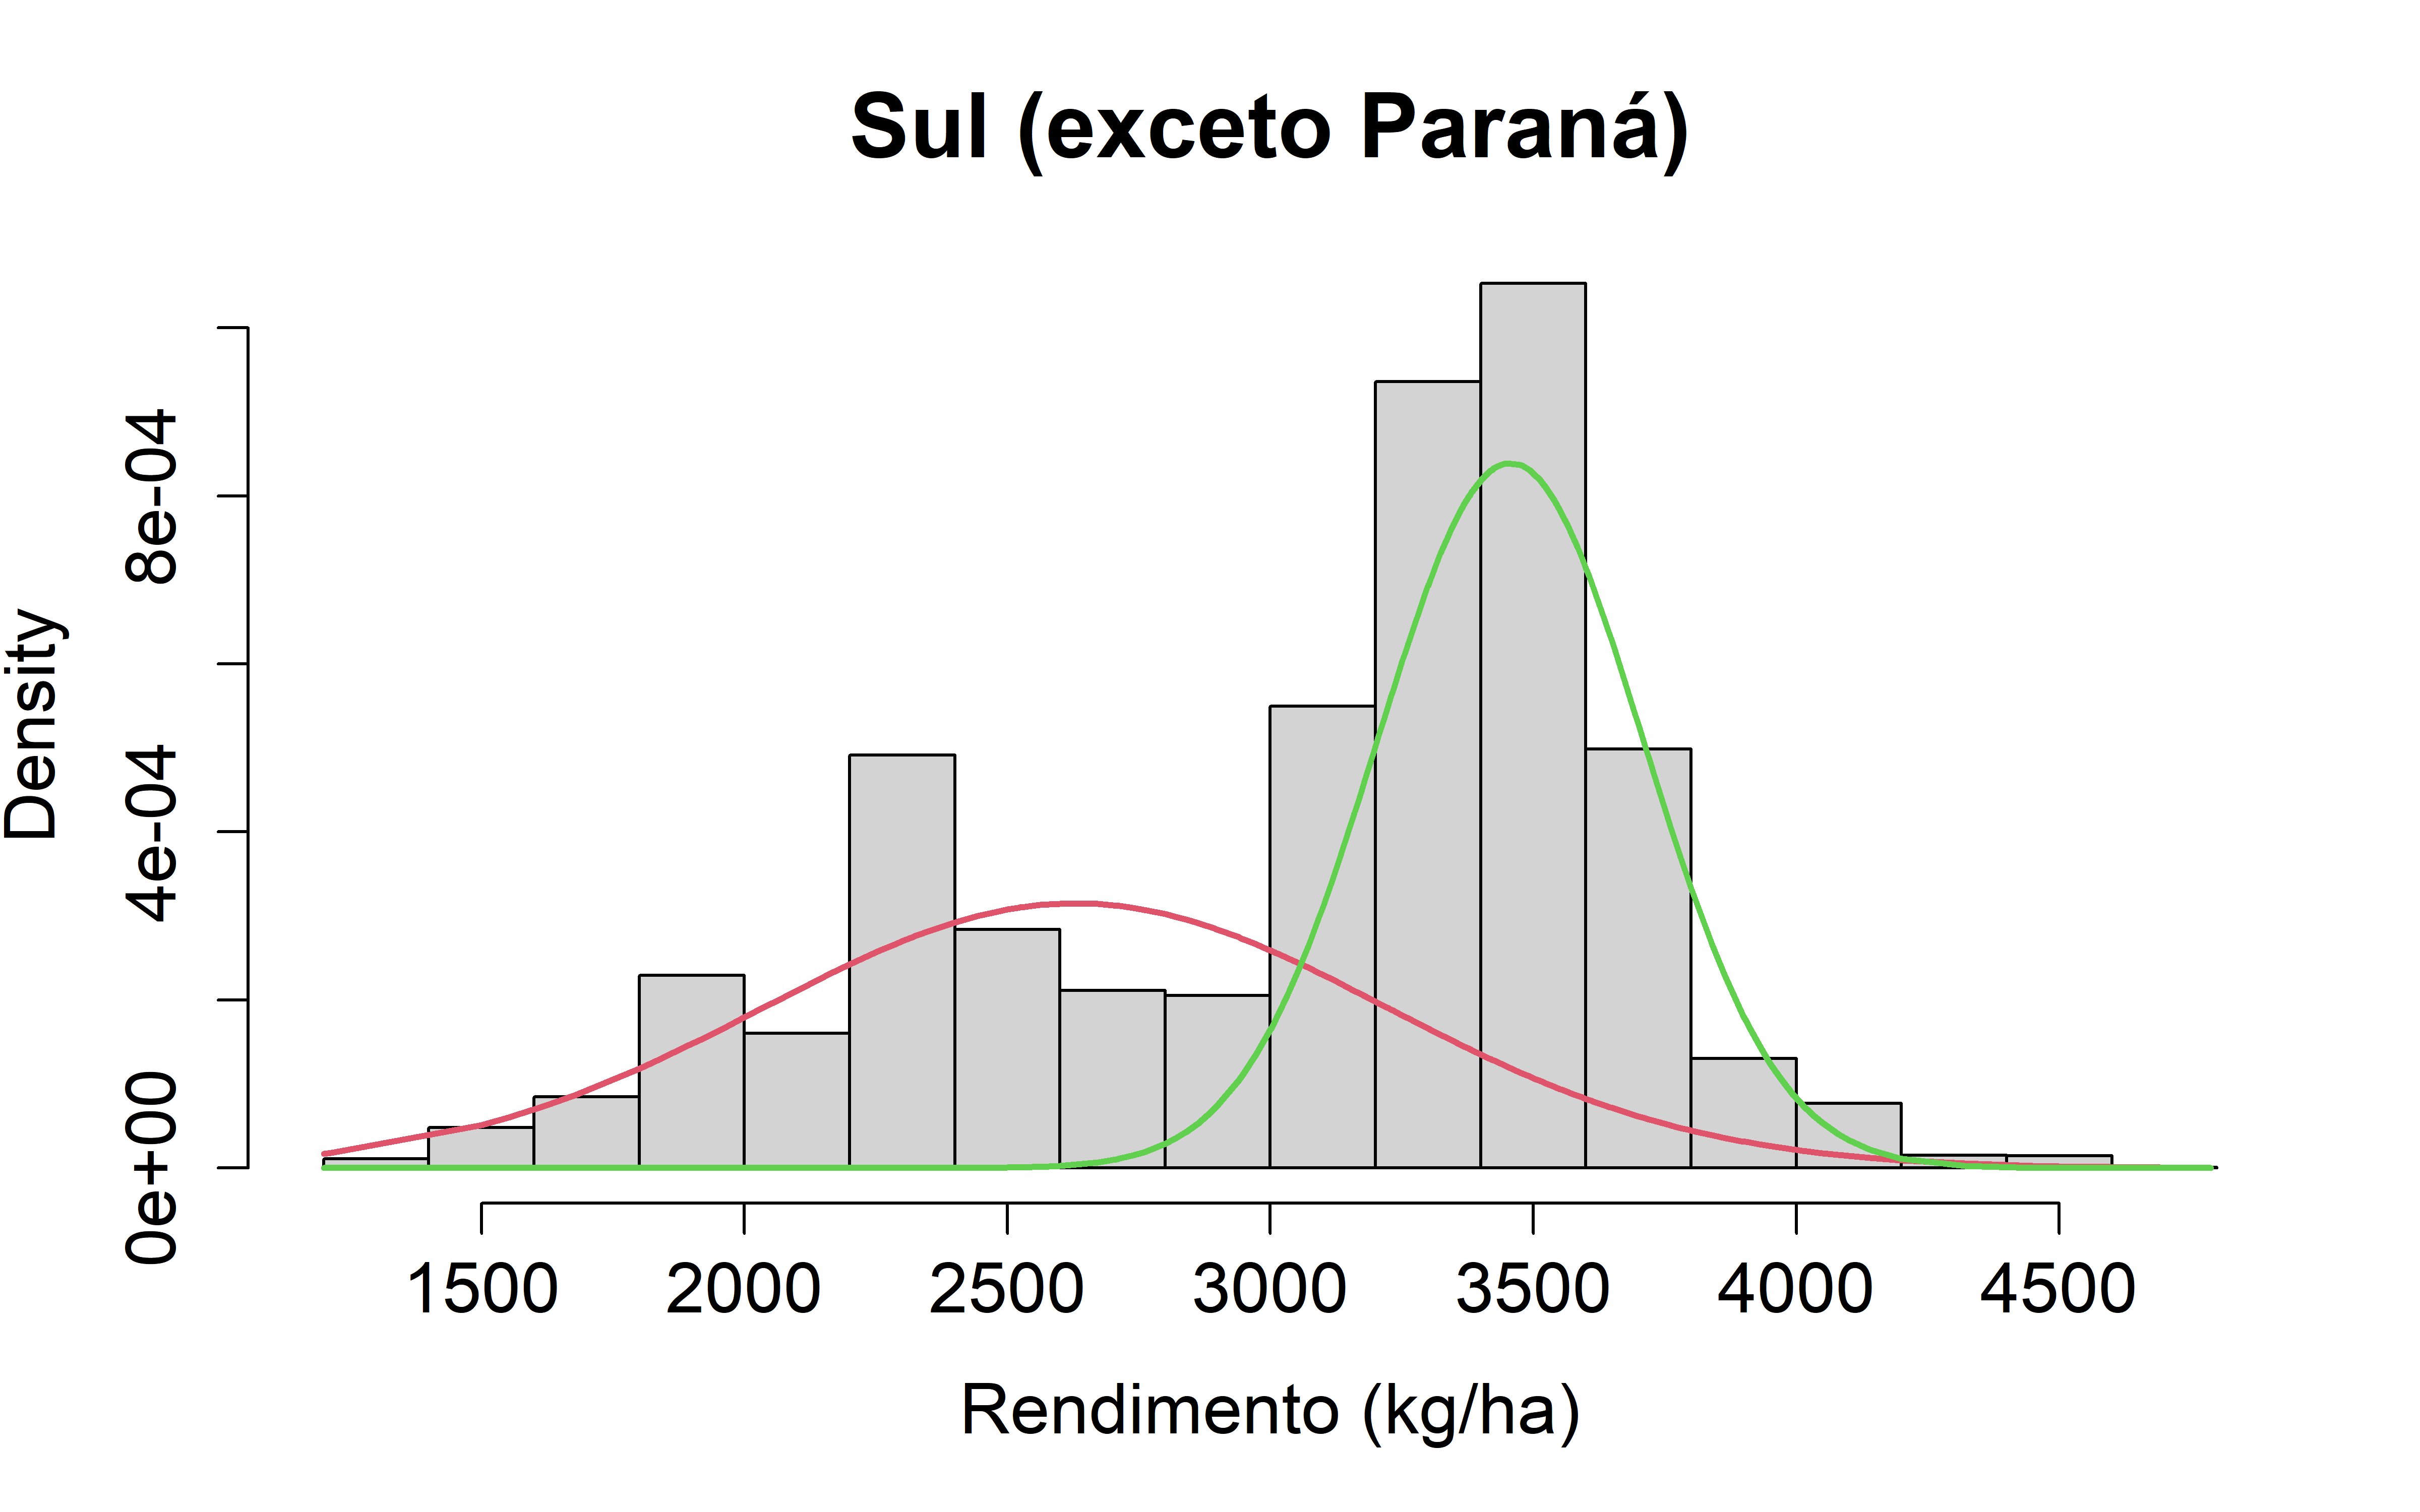 Sul (exceto Paraná)
Density
8e-04
4e-04
0e+00
1500 2000 2500 3000 3500 4000 4500
Rendimento (kg/ha)